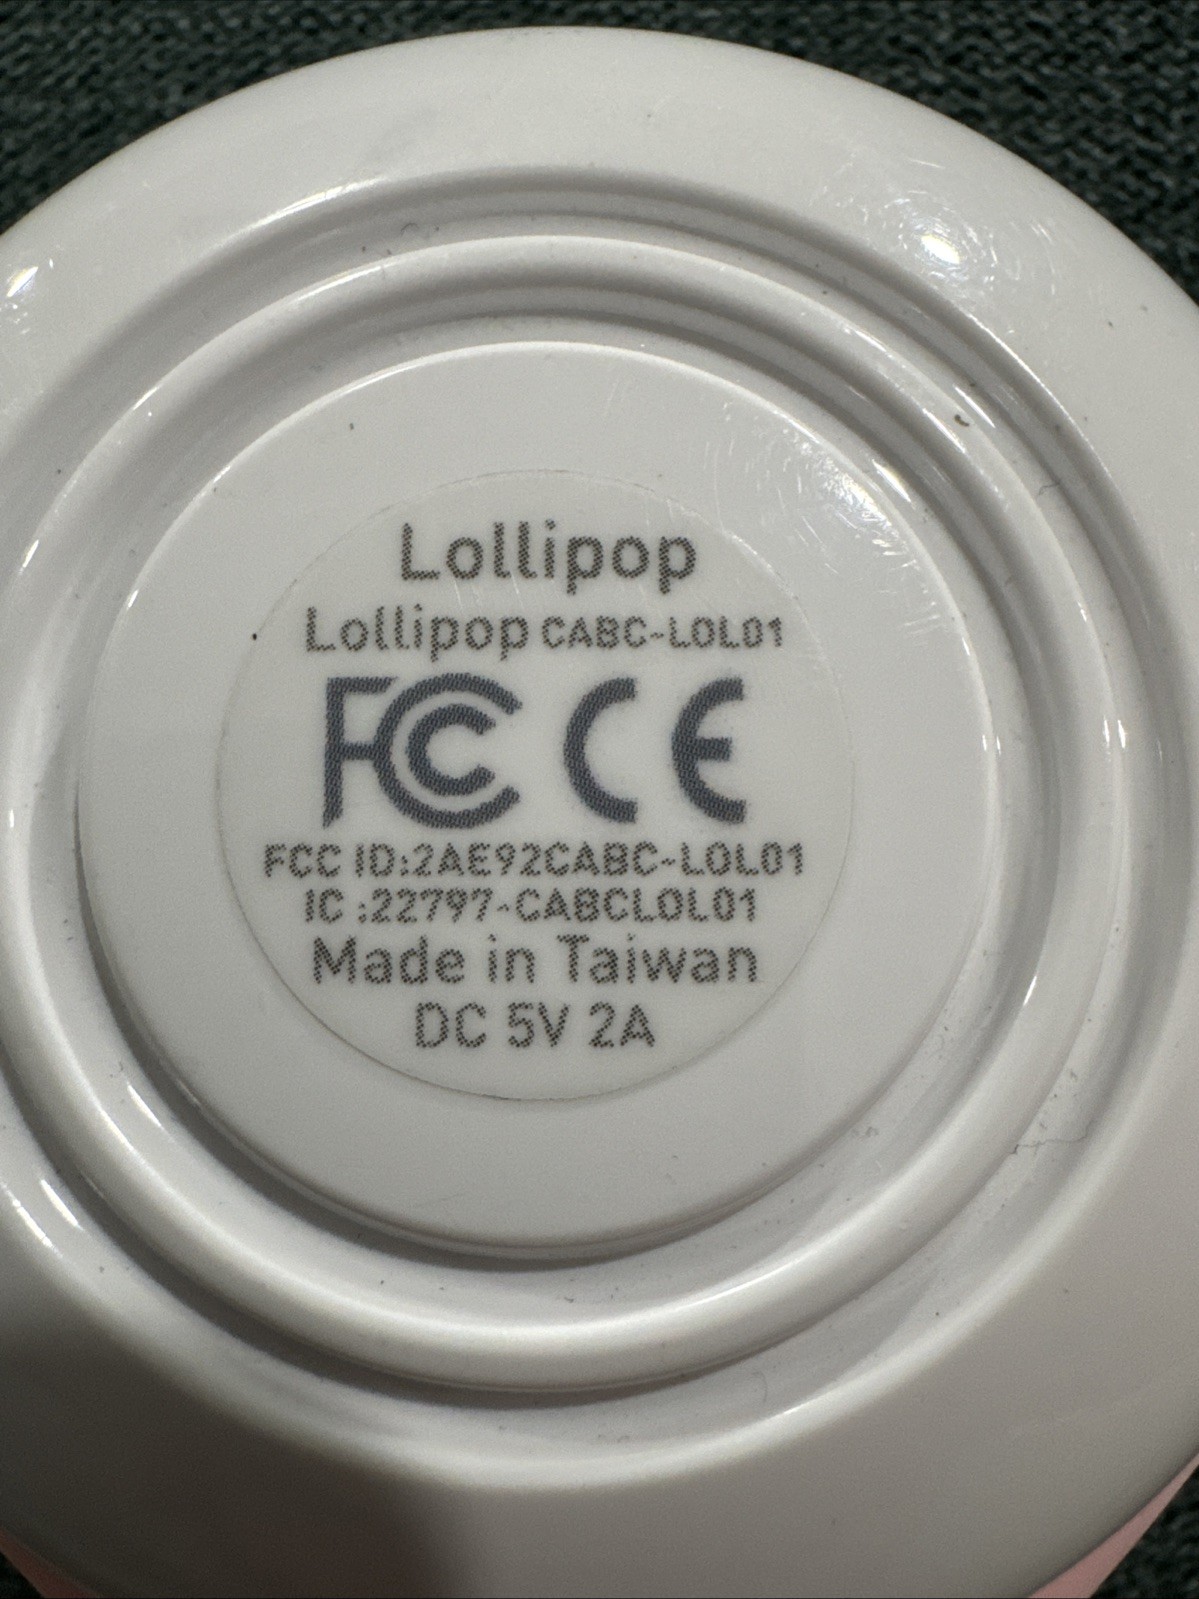 Lollipop
Lollipop CABC-LOL01
FC CE
FCC ID:2AE92CABC-LOL01
IC :22797-CABCLOL01
Made in Taiwan
DC 5V 2A